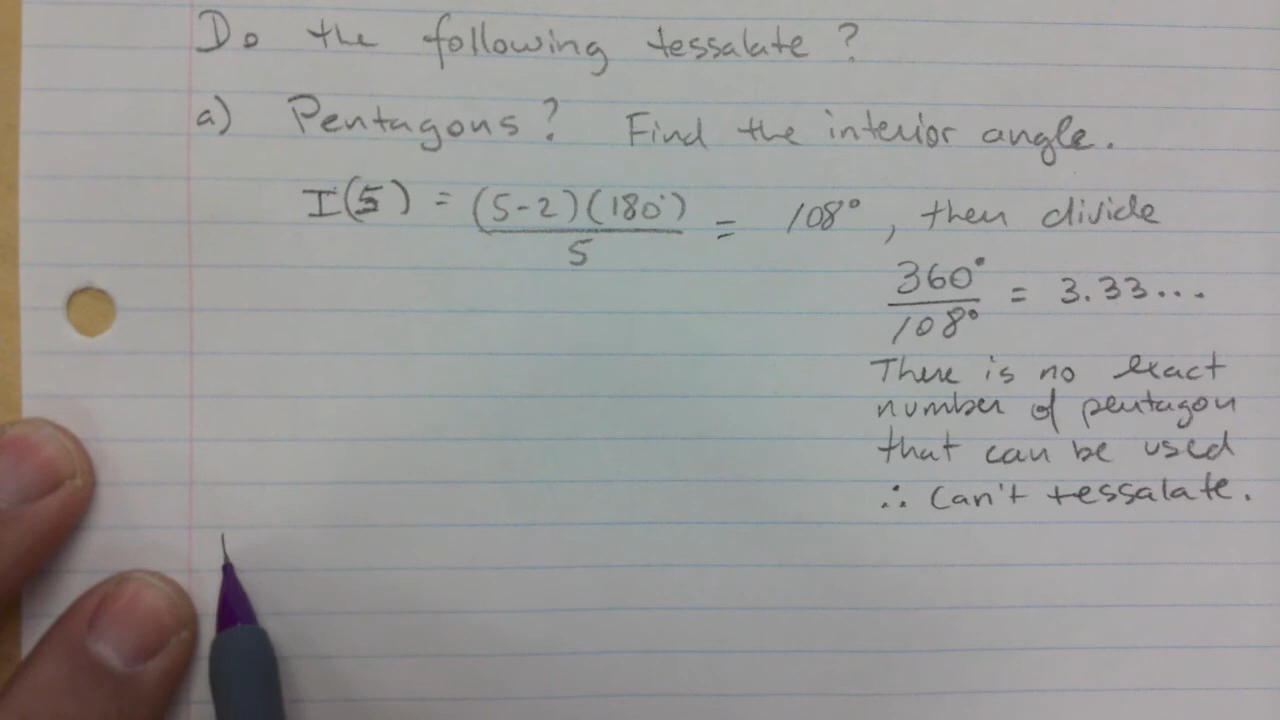 Do the following tessalate?
a) Pentagons? Find the interior angle.
I(5) = (5-2)(180°)/5 = 108°, then divide
360°/108° = 3.33...
There is no exact
number of pentagon
that can be used
∴ Can't tessalate.